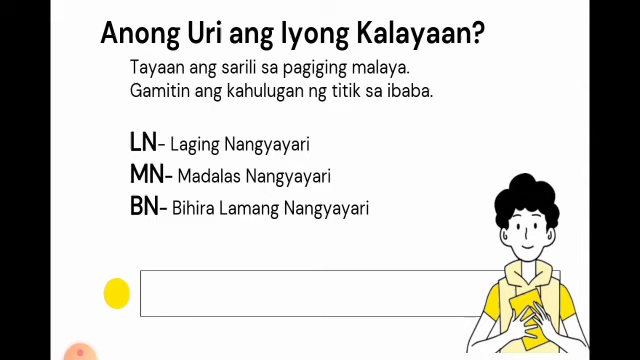 Anong Uri ang Iyong Kalayaan?
Tayaan ang sarili sa pagiging malaya.
Gamitin ang kahulugan ng titik sa ibaba.
LN- Laging Nangyayari
MN- Madalas Nangyayari
BN- Bihira Lamang Nangyayari